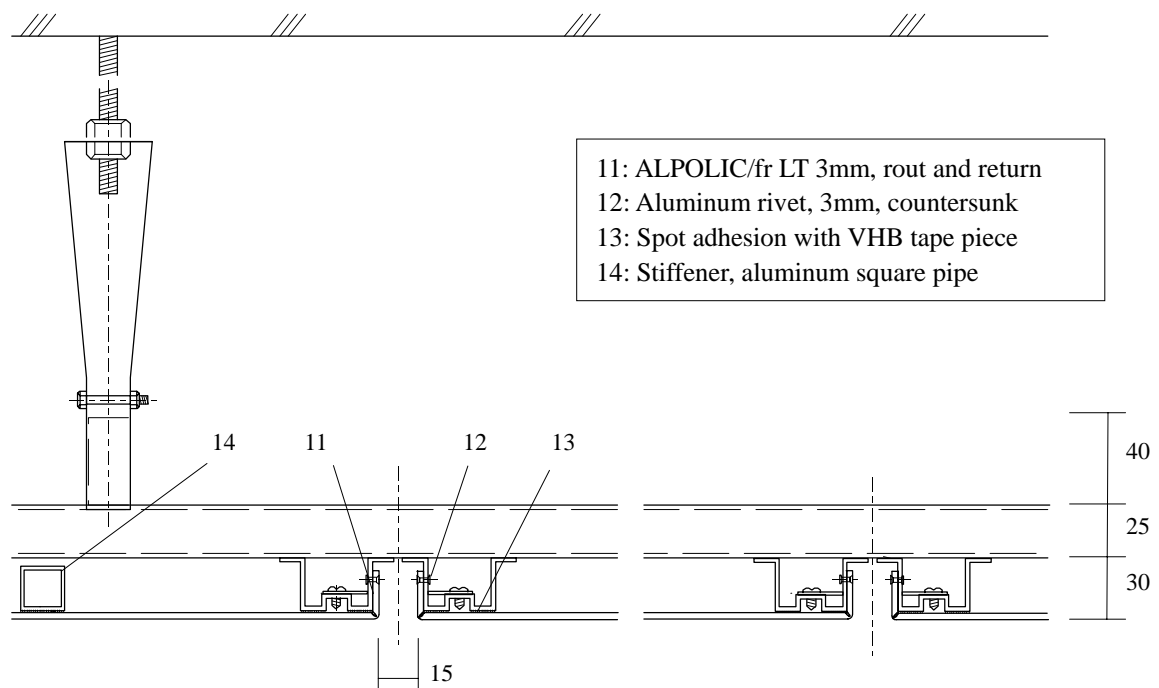 11: ALPOLIC/fr LT 3mm, rout and return
12: Aluminum rivet, 3mm, countersunk
13: Spot adhesion with VHB tape piece
14: Stiffener, aluminum square pipe
14
11
12
13
40
25
30
15